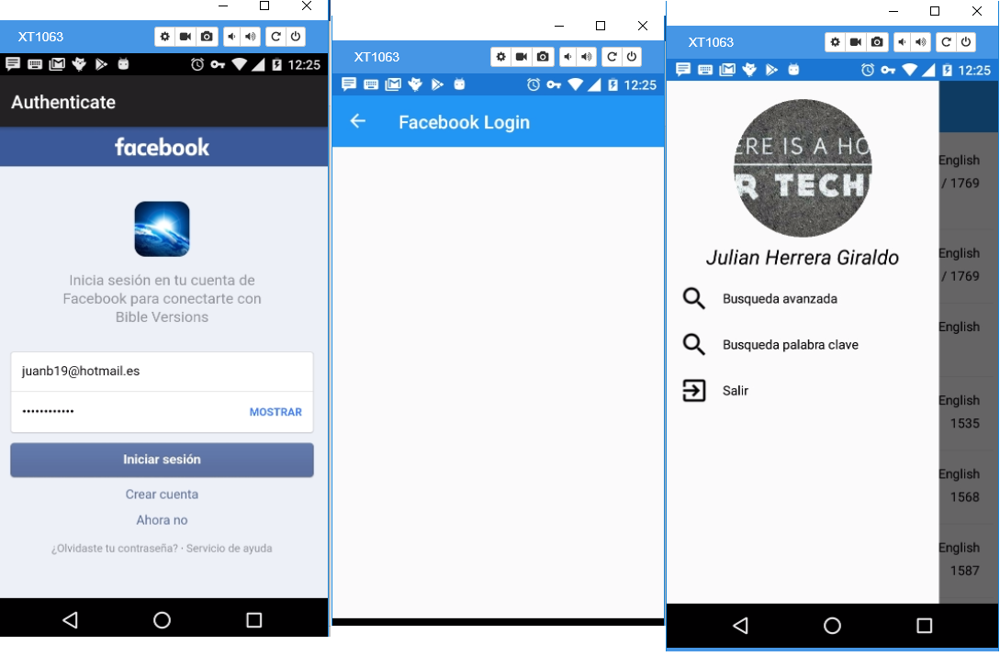 XT1063
12:25
Authenticate
facebook
Inicia sesión en tu cuenta de
Facebook para conectarte con
Bible Versions
juanb19@hotmail.es
•••••••••••• MOSTRAR
Iniciar sesión
Crear cuenta
Ahora no
¿Olvidaste tu contraseña? · Servicio de ayuda
XT1063
12:25
Facebook Login
XT1063
12:25
ERE IS A HO
R TECH
Julian Herrera Giraldo
Busqueda avanzada
Busqueda palabra clave
Salir
English
/ 1769
English
/ 1769
English
English
1535
English
1568
English
1587